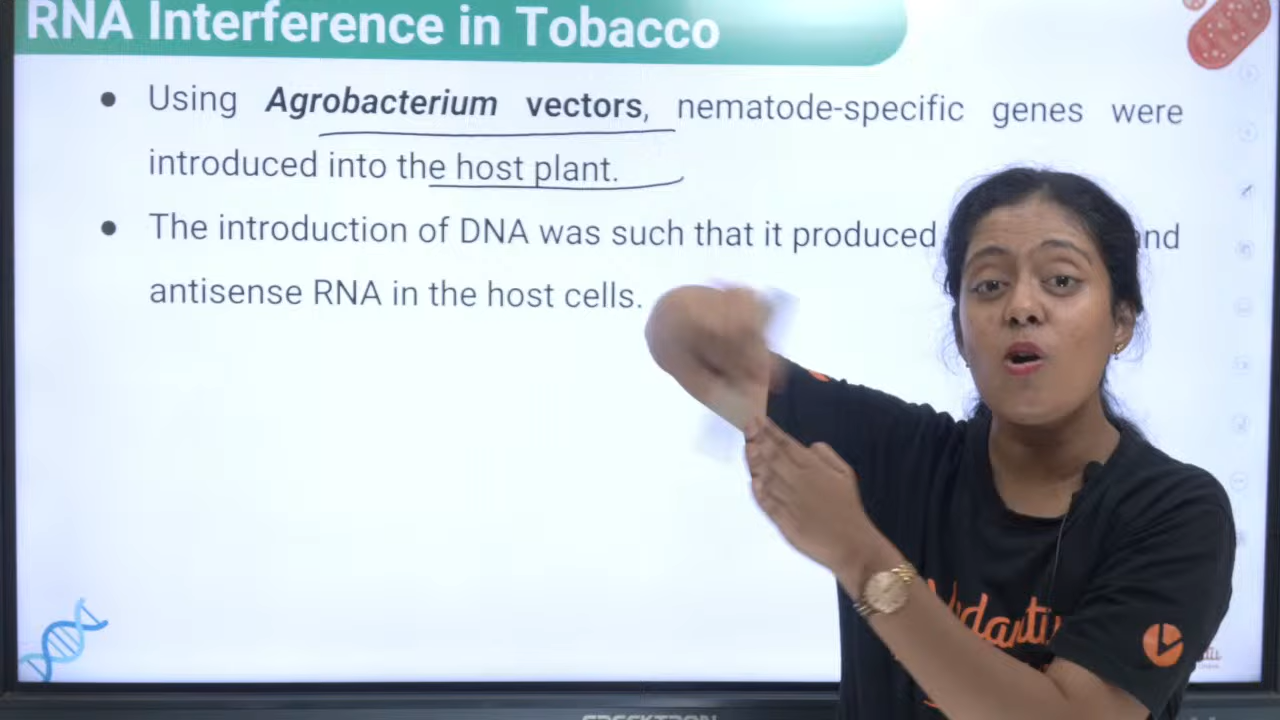 RNA Interference in Tobacco
● Using Agrobacterium vectors, nematode-specific genes were
introduced into the host plant.
● The introduction of DNA was such that it produced
antisense RNA in the host cells.